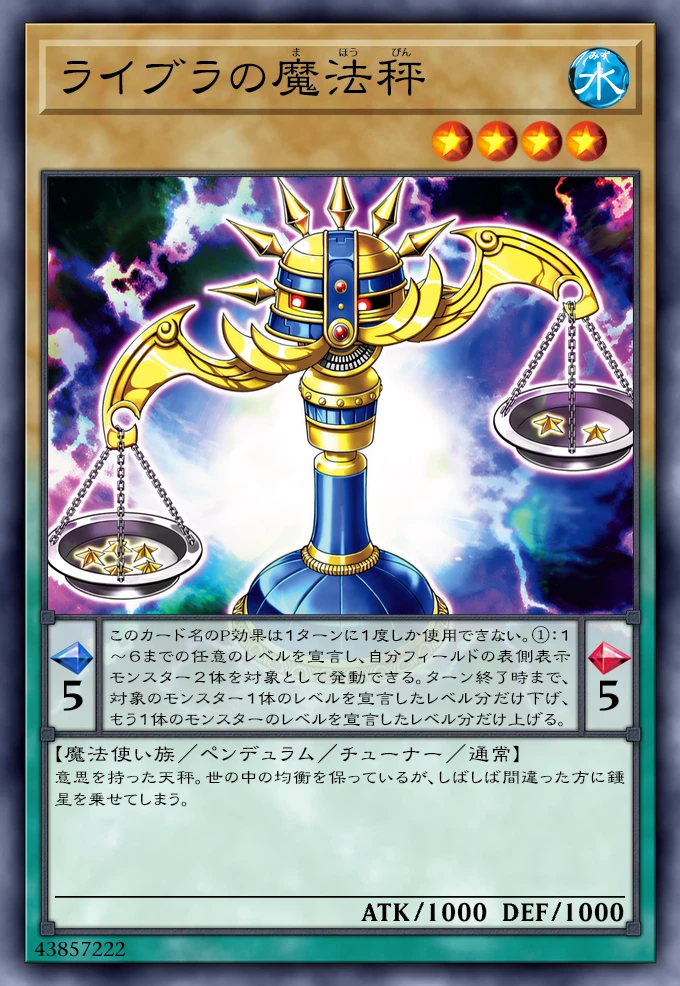 ライブラの魔法秤
まほうびん
水
みず
このカード名のP効果は1ターンに1度しか使用できない。①:1
~6までの任意のレベルを宣言し、自分フィールドの表側表示
モンスター2体を対象として発動できる。ターン終了時まで、
対象のモンスター1体のレベルを宣言したレベル分だけ下げ、
もう1体のモンスターのレベルを宣言したレベル分だけ上げる。
5
5
【魔法使い族/ペンデュラム/チューナー/通常】
意思を持った天秤。世の中の均衡を保っているが、しばしば間違った方に錘
星を乗せてしまう。
ATK/1000 DEF/1000
43857222